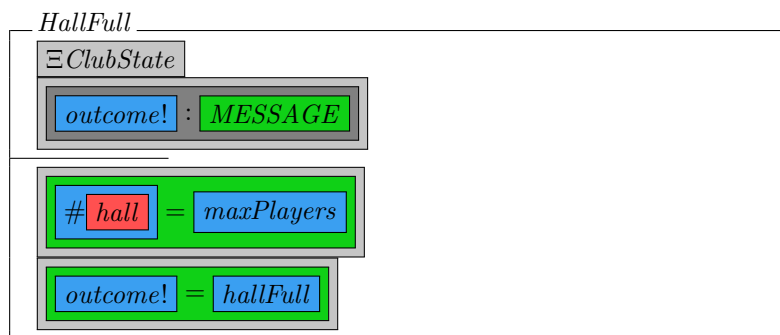 HallFull
ΞClubState
outcome! : MESSAGE
#hall = maxPlayers
outcome! = hallFull